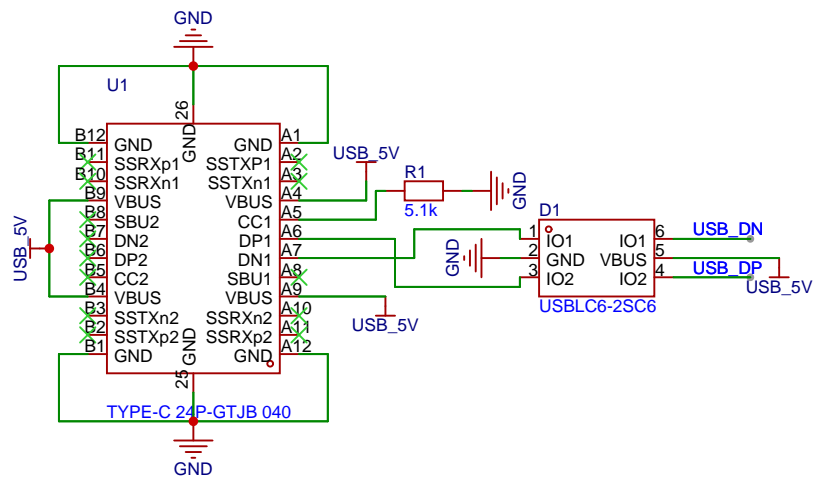 GND
U1
26
GND
B12 GND GND A1
B11 SSRXp1 SSTXP1 A2
B10 SSRXn1 SSTXn1 A3
B9 VBUS VBUS A4
B8 SBU2 CC1 A5
B7 DN2 DP1 A6
B6 DP2 DN1 A7
B5 CC2 SBU1 A8
B4 VBUS VBUS A9
B3 SSTXn2 SSRXn2 A10
B2 SSTXp2 SSRXp2 A11
B1 GND GND A12
GND
25
TYPE-C 24P-GTJB 040
GND
USB_5V
USB_5V
R1
5.1k
GND
USB_5V
GND
D1
1 IO1 IO1 6
2 GND VBUS 5
3 IO2 IO2 4
USBLC6-2SC6
USB_DN
USB_DP
USB_5V